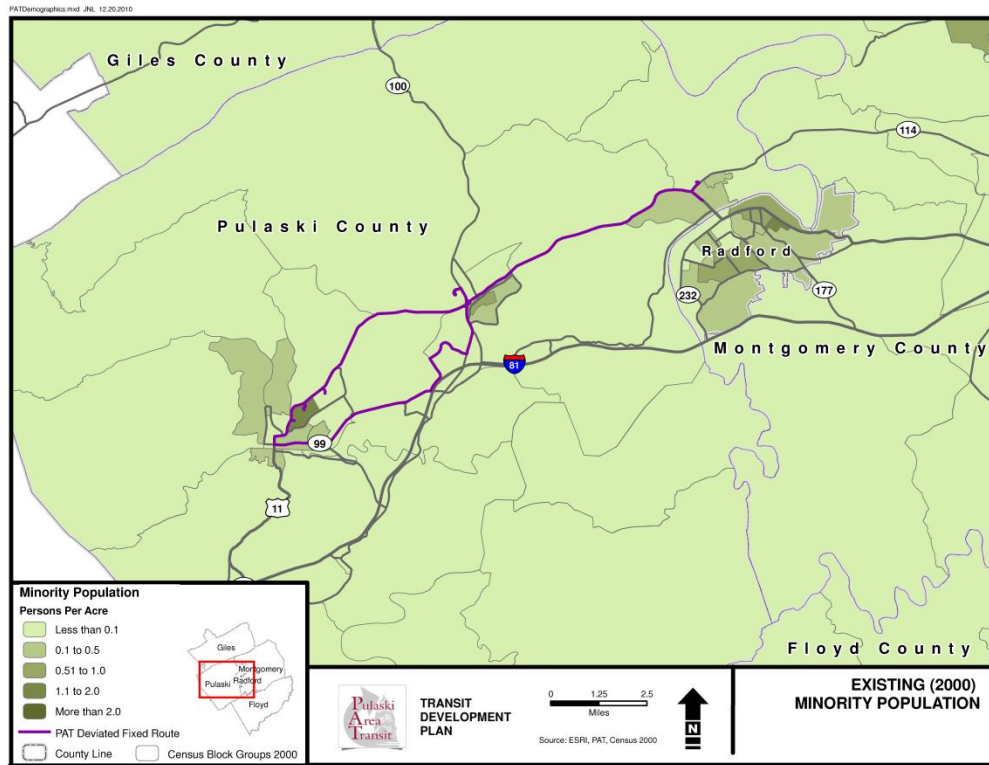 PATDemographics.mxd JNL 12.20.2010
Giles County
100
114
Pulaski County
Radford
232
177
Montgomery County
81
99
11
Floyd County
Minority Population
Persons Per Acre
Less than 0.1
0.1 to 0.5
0.51 to 1.0
1.1 to 2.0
More than 2.0
PAT Deviated Fixed Route
County Line
Census Block Groups 2000
Giles
Montgomery
Pulaski
Radford
Floyd
Pulaski
Area
Transit
TRANSIT
DEVELOPMENT
PLAN
0 1.25 2.5
Miles
Source: ESRI, PAT, Census 2000
N
EXISTING (2000)
MINORITY POPULATION